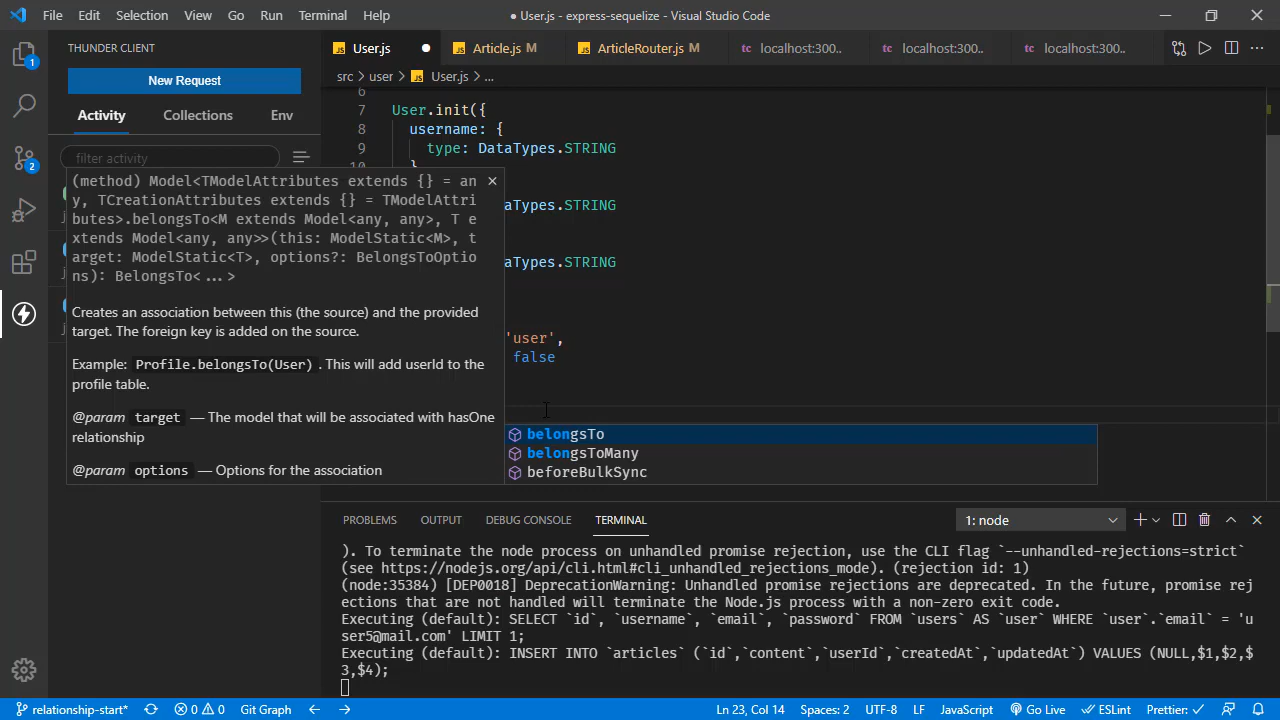 File Edit Selection View Go Run Terminal Help ● User.js - express-sequelize - Visual Studio Code
THUNDER CLIENT
New Request
Activity Collections Env
filter activity
User.js Article.js M ArticleRouter.js M localhost:300.. localhost:300.. localhost:300..
src > user > User.js > ...
6
7 User.init({
8 username: {
9 type: DataTypes.STRING
10 }
taTypes.STRING
taTypes.STRING
'user',
false
(method) Model<TModelAttributes extends {} = an
y, TCreationAttributes extends {} = TModelAttri
butes>.belongsTo<M extends Model<any, any>, T e
xtends Model<any, any>>(this: ModelStatic<M>, t
arget: ModelStatic<T>, options?: BelongsToOptio
ns): BelongsTo<...>
Creates an association between this (the source) and the provided
target. The foreign key is added on the source.
Example: Profile.belongsTo(User) . This will add userId to the
profile table.
@param target — The model that will be associated with hasOne
relationship
@param options — Options for the association
belongsTo
belongsToMany
beforeBulkSync
PROBLEMS OUTPUT DEBUG CONSOLE TERMINAL 1: node
). To terminate the node process on unhandled promise rejection, use the CLI flag `--unhandled-rejections=strict`
(see https://nodejs.org/api/cli.html#cli_unhandled_rejections_mode). (rejection id: 1)
(node:35384) [DEP0018] DeprecationWarning: Unhandled promise rejections are deprecated. In the future, promise rej
ections that are not handled will terminate the Node.js process with a non-zero exit code.
Executing (default): SELECT `id`, `username`, `email`, `password` FROM `users` AS `user` WHERE `user`.`email` = 'u
ser5@mail.com' LIMIT 1;
Executing (default): INSERT INTO `articles` (`id`,`content`,`userId`,`createdAt`,`updatedAt`) VALUES (NULL,$1,$2,$
3,$4);
relationship-start* 0 0 Git Graph Ln 23, Col 14 Spaces: 2 UTF-8 LF JavaScript Go Live ESLint Prettier: ✓